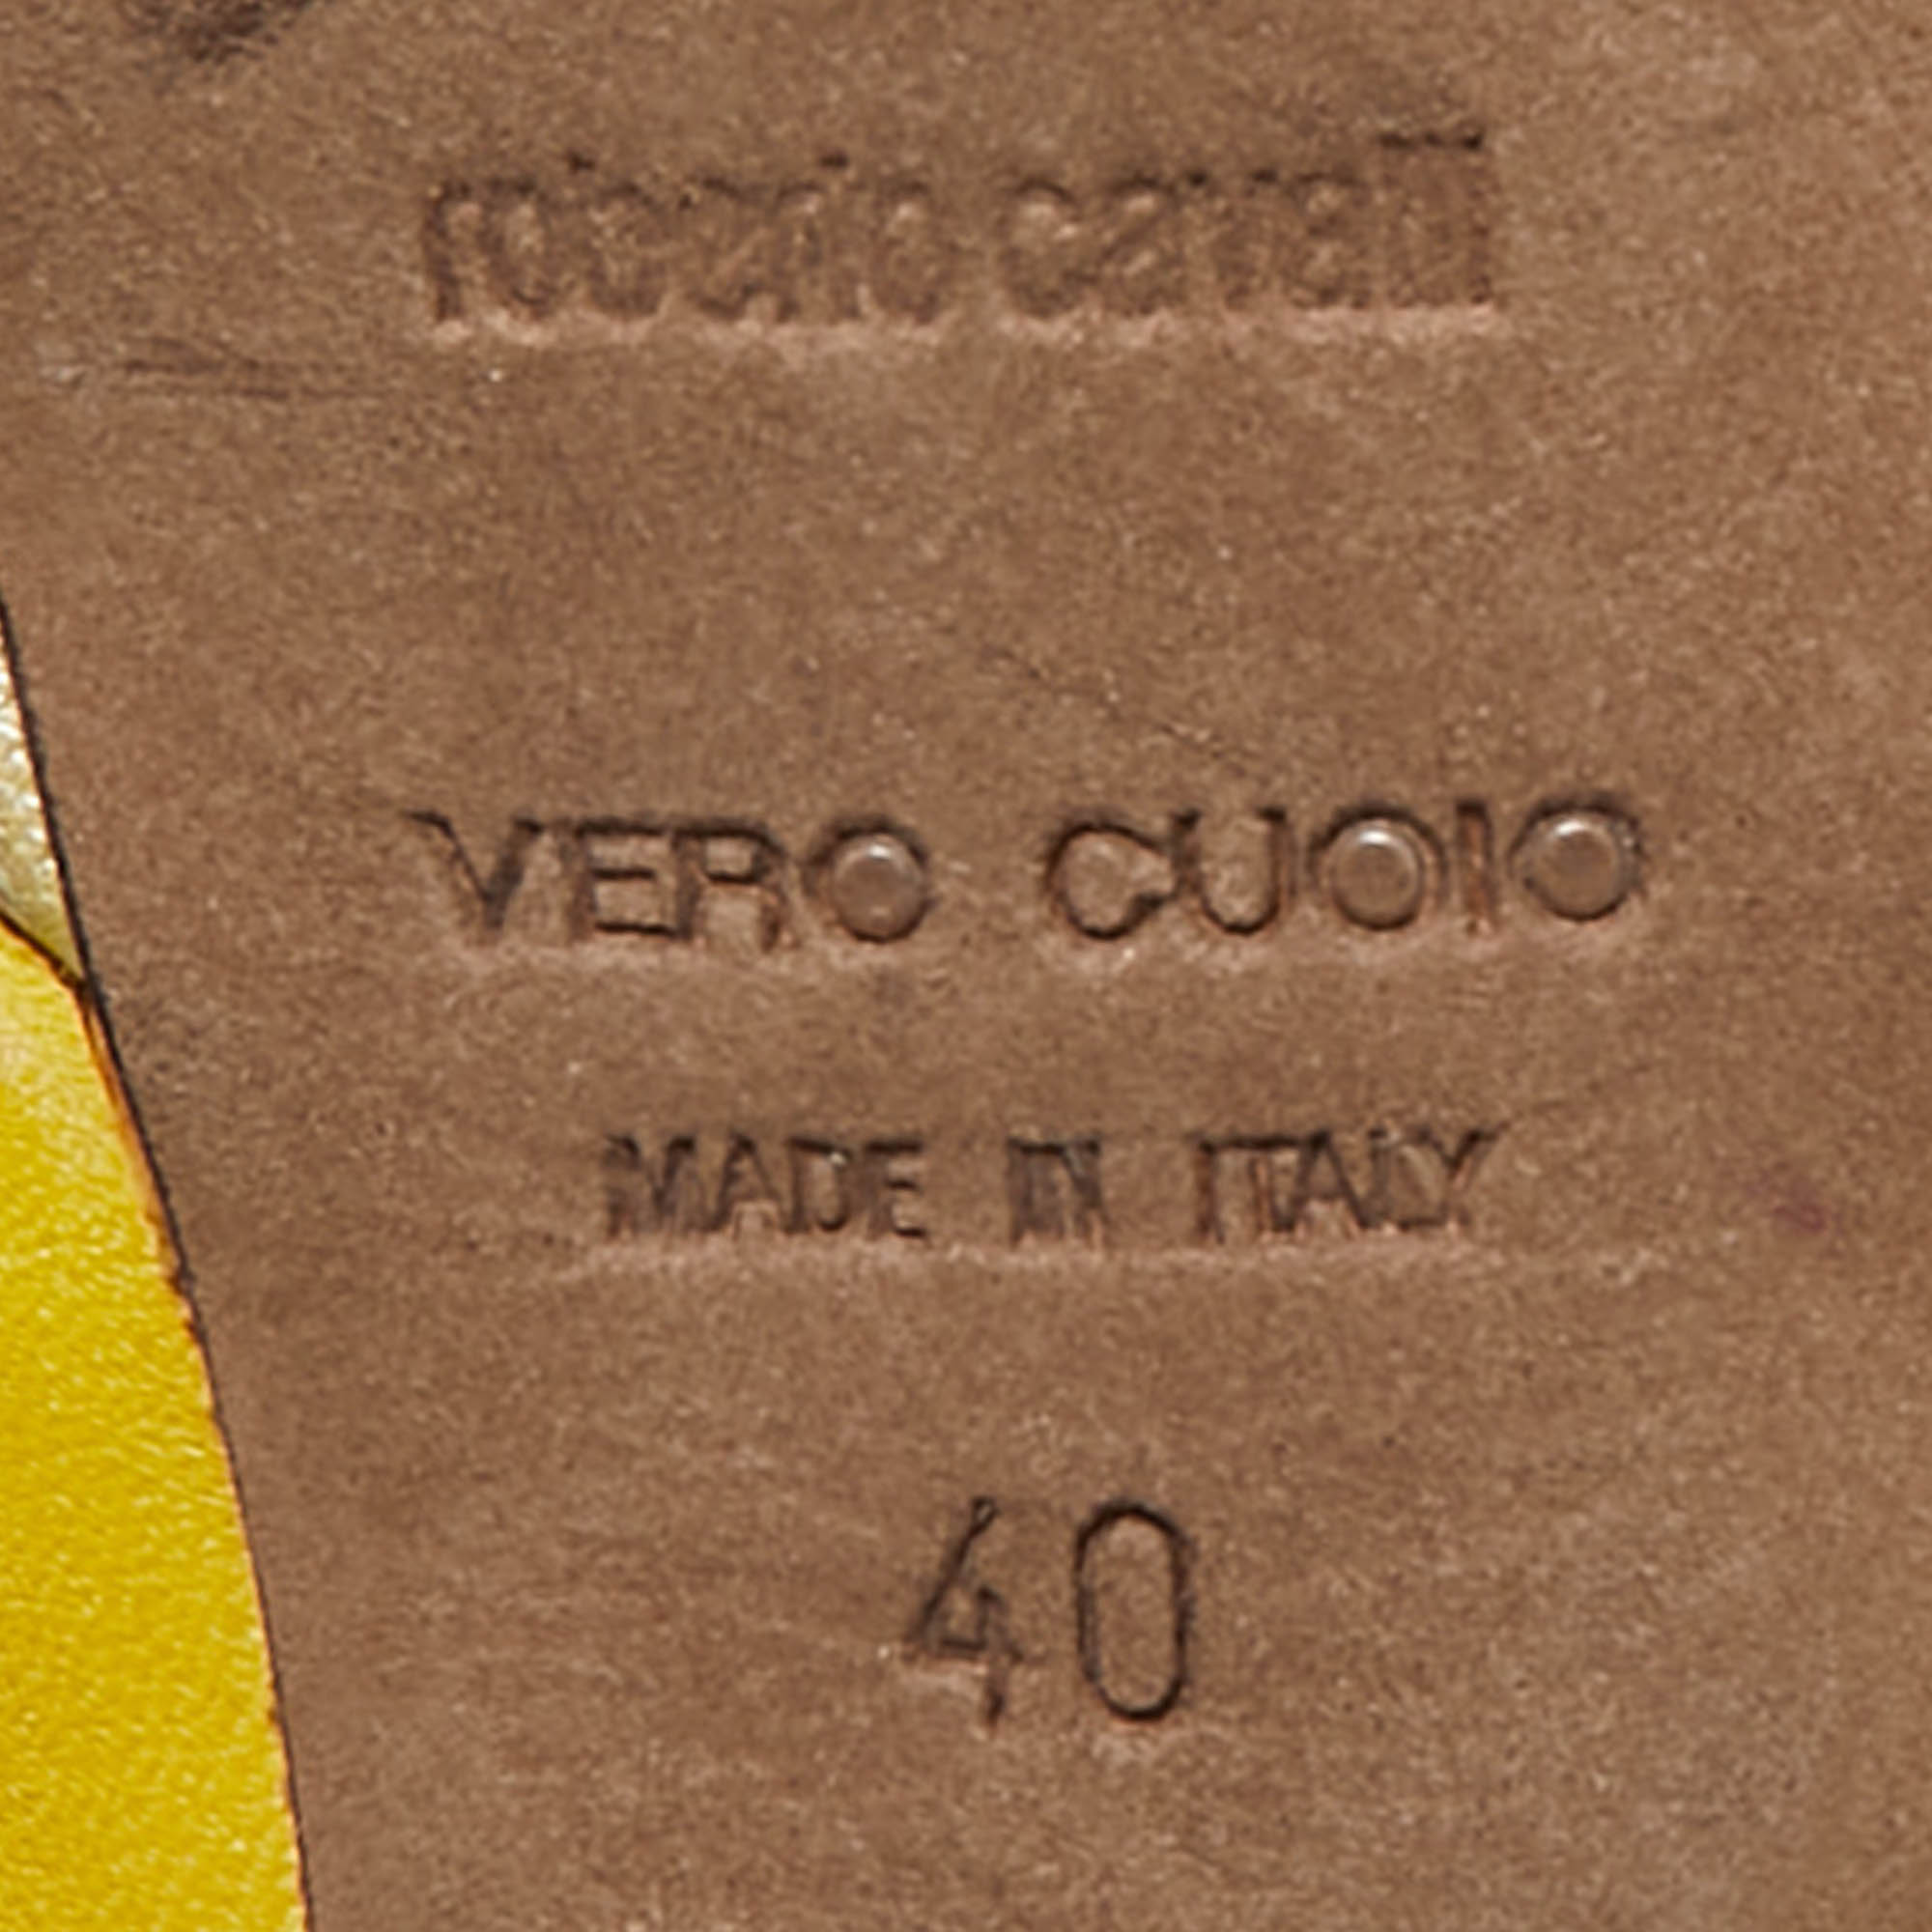 roberto cavalli
VERO CUOIO
MADE IN ITALY
40